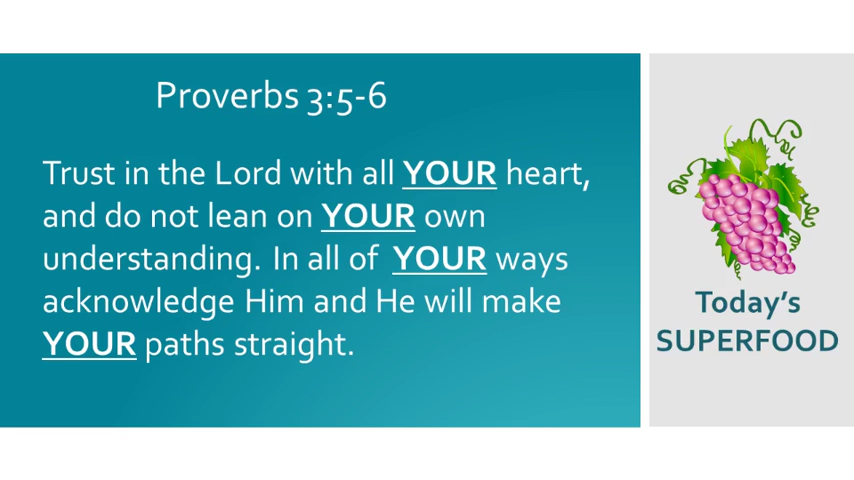 Proverbs 3:5-6
Trust in the Lord with all YOUR heart,
and do not lean on YOUR own
understanding. In all of YOUR ways
acknowledge Him and He will make
YOUR paths straight.
Today's
SUPERFOOD